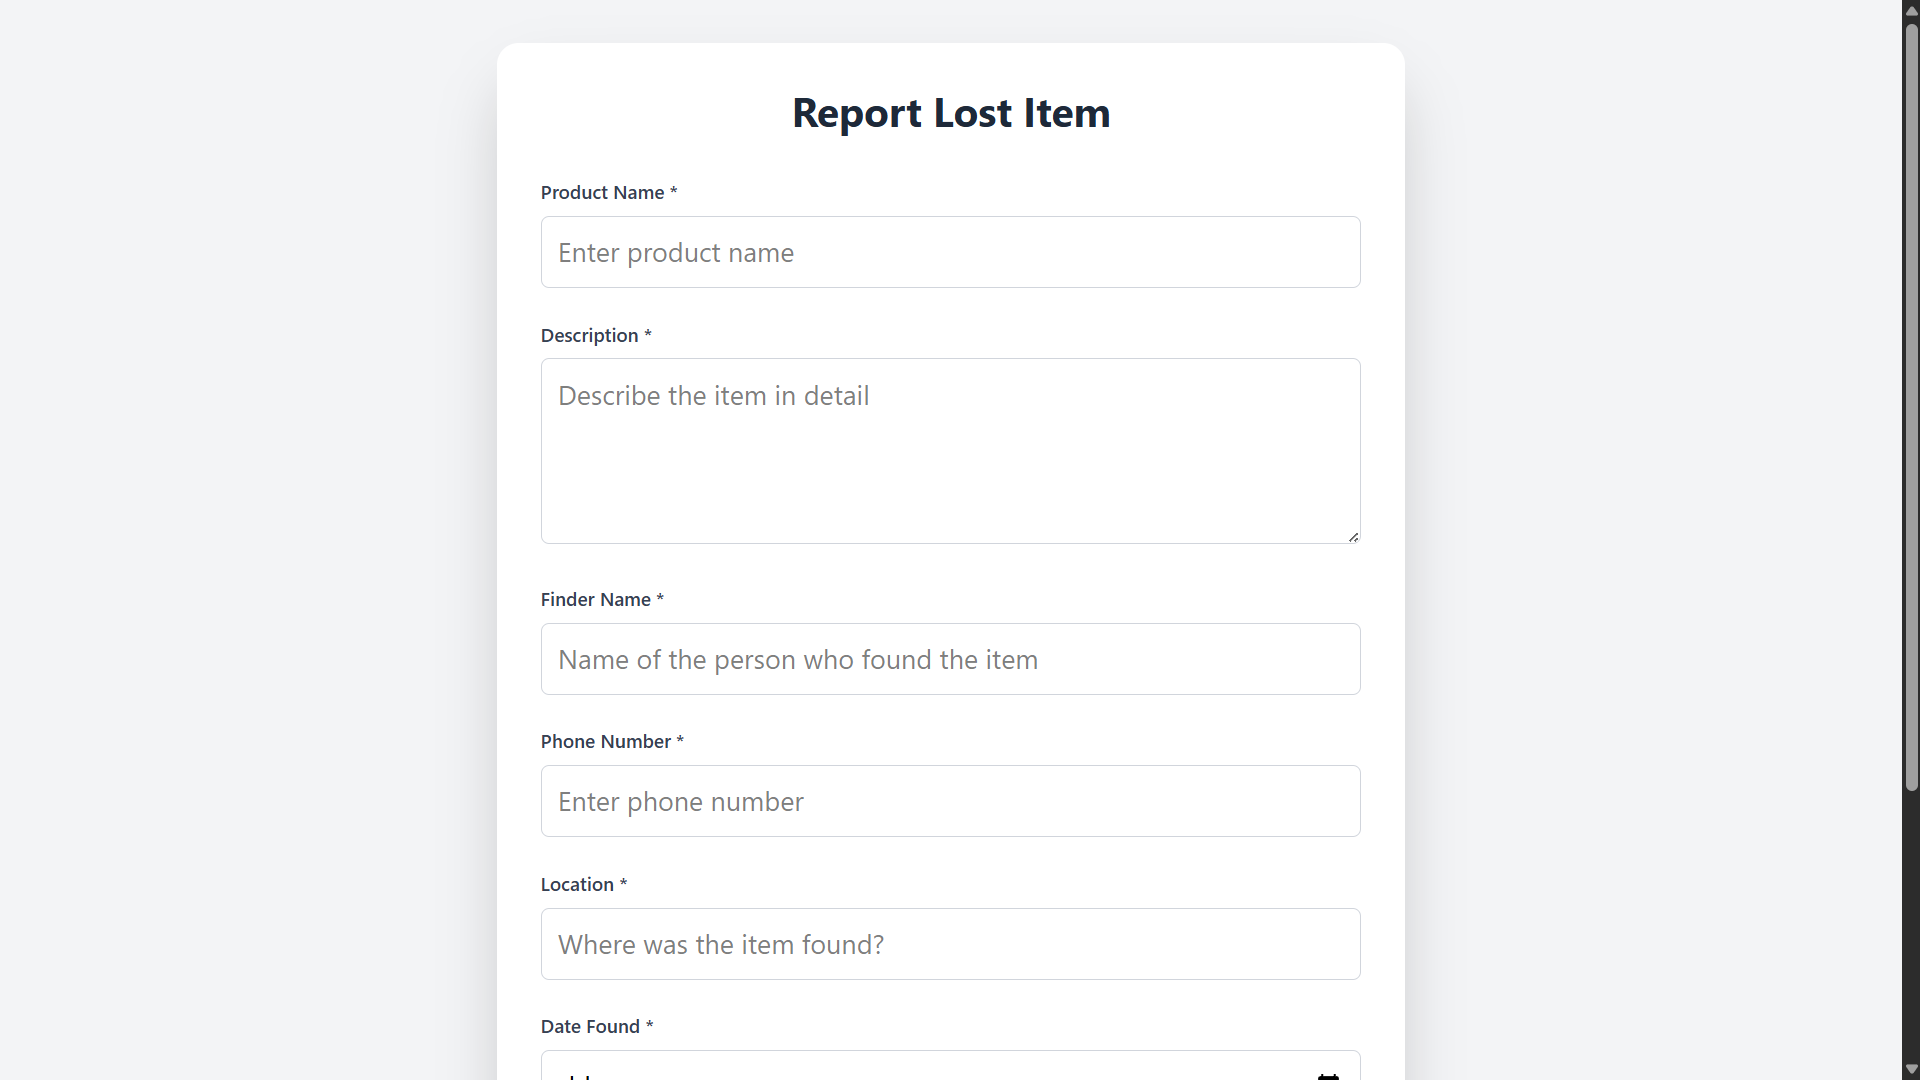 Report Lost Item
Product Name *
Enter product name
Description *
Describe the item in detail
Finder Name *
Name of the person who found the item
Phone Number *
Enter phone number
Location *
Where was the item found?
Date Found *